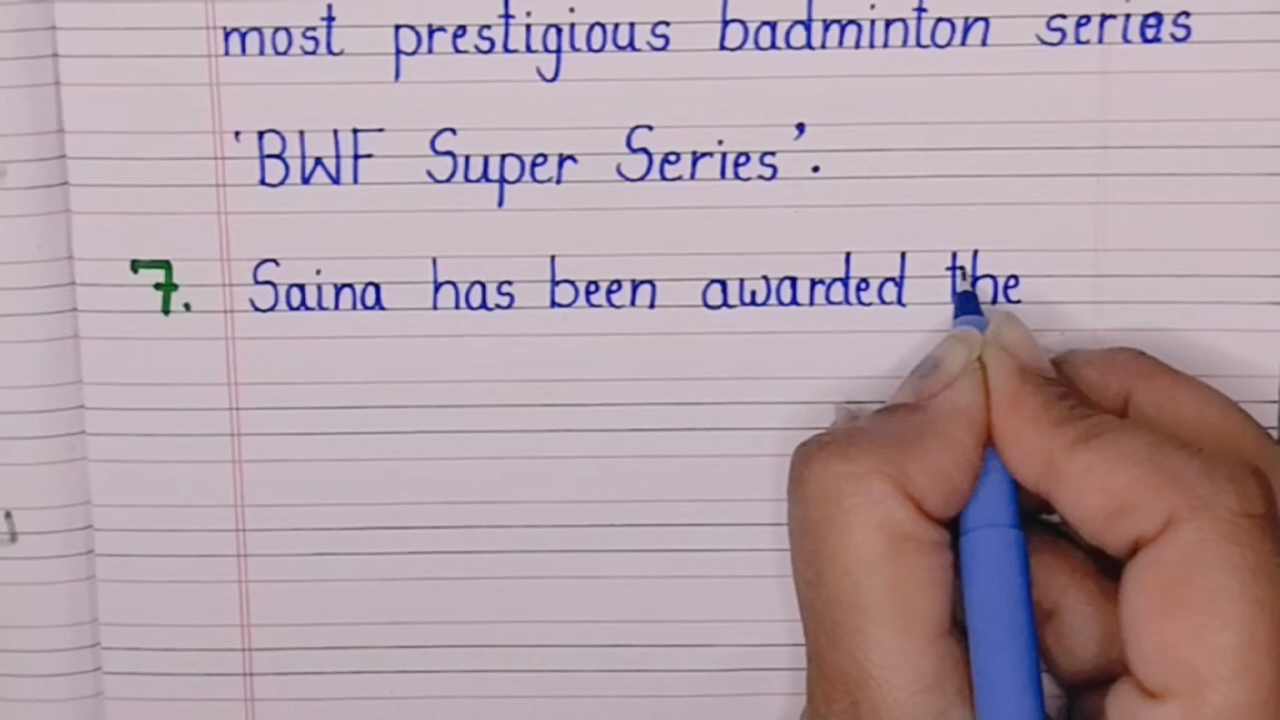 most prestigious badminton series
'BWF Super Series'.
7. Saina has been awarded the